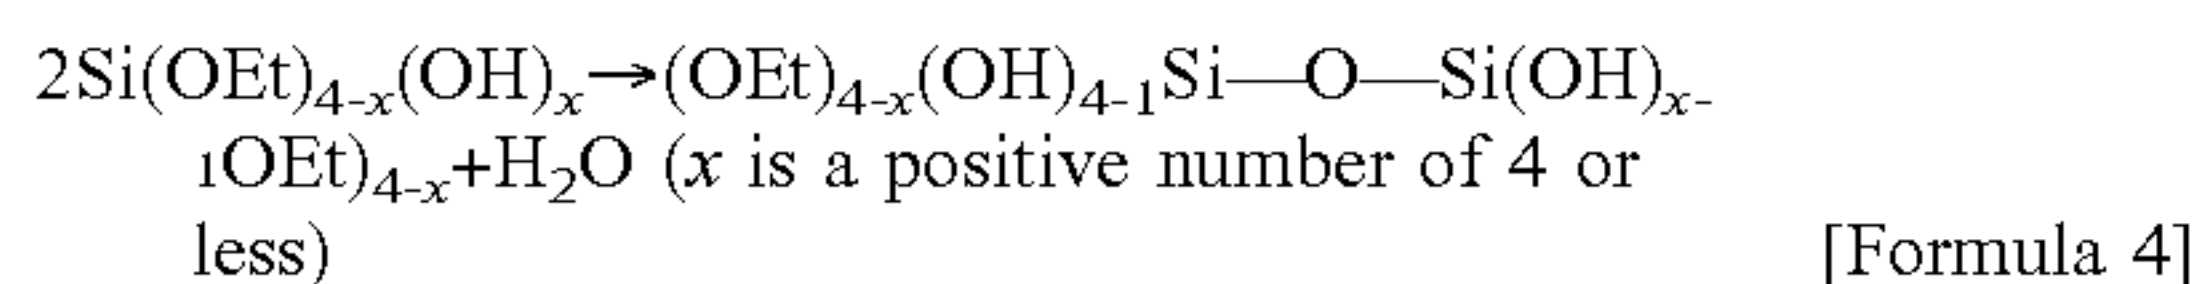 2Si(OEt)₄₋ₓ(OH)ₓ→(OEt)₄₋ₓ(OH)₄₋₁Si—O—Si(OH)ₓ₋
₁OEt)₄₋ₓ+H₂O (x is a positive number of 4 or
less) [Formula 4]